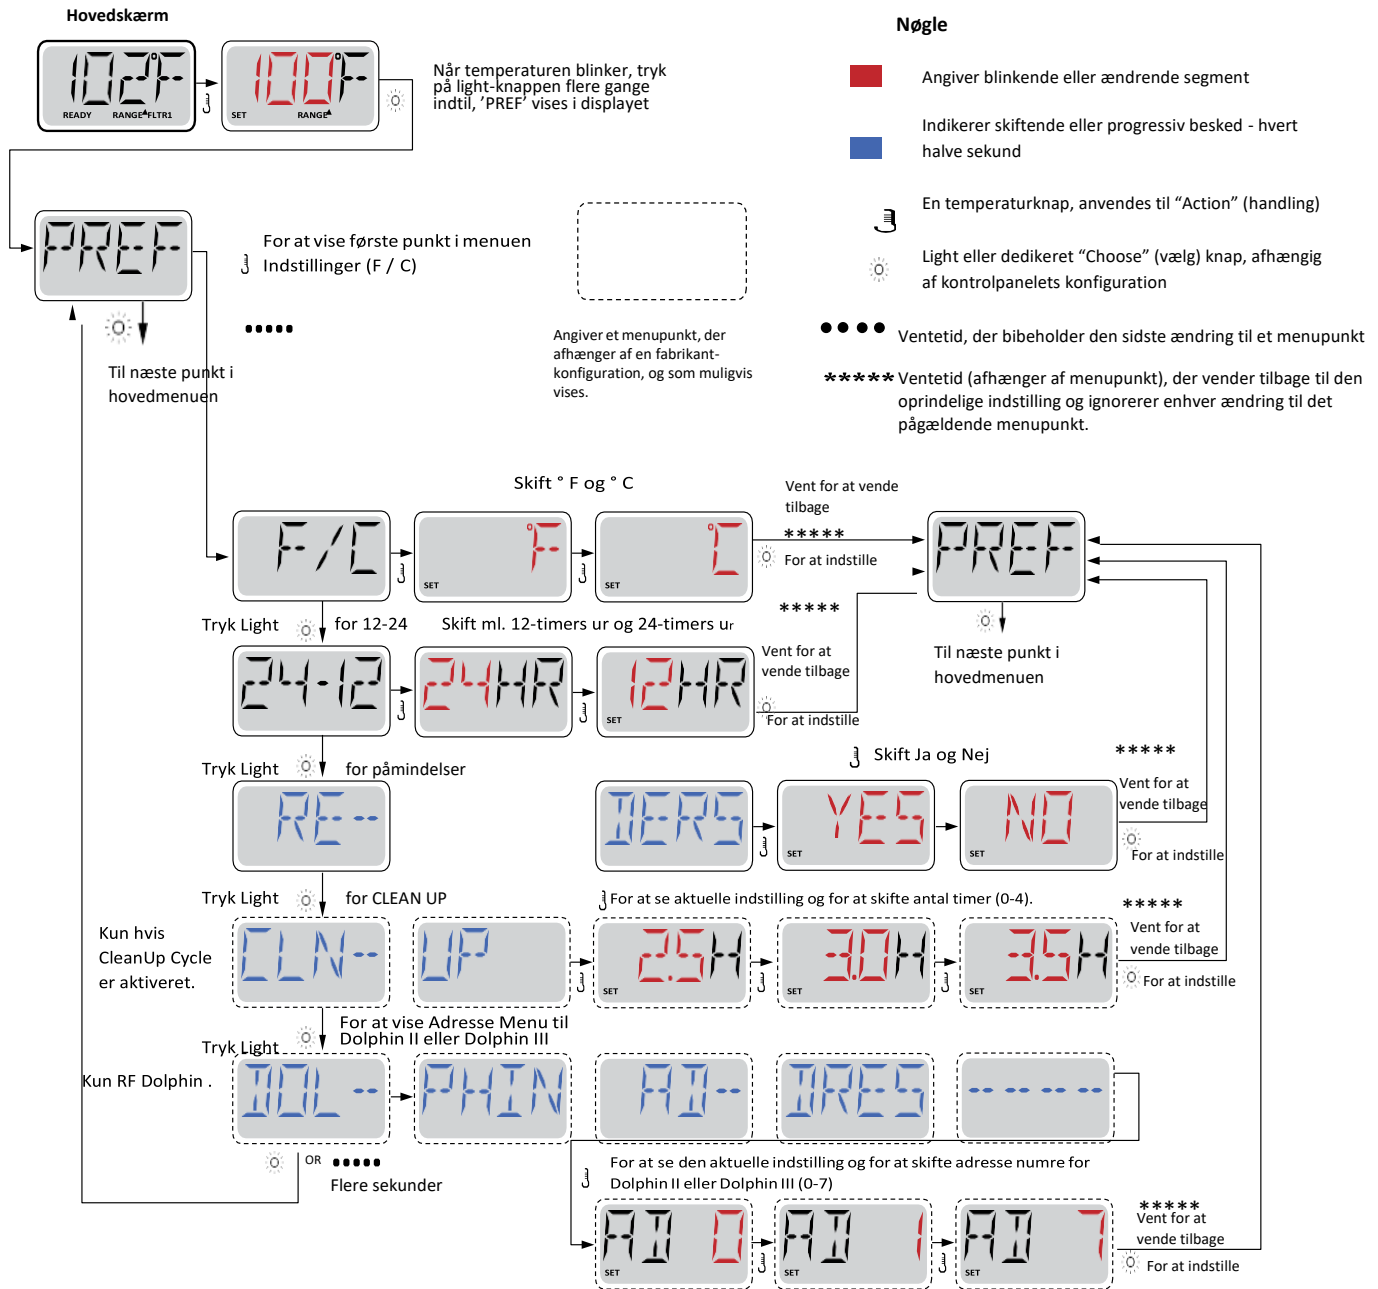 Hovedskærm
Nøgle
102°F
READY RANGE FLTR1
100°F
SET RANGE
Når temperaturen blinker, tryk
på light-knappen flere gange
indtil, 'PREF' vises i displayet
Angiver blinkende eller ændrende segment
Indikerer skiftende eller progressiv besked - hvert
halve sekund
En temperaturknap, anvendes til “Action” (handling)
Light eller dedikeret “Choose” (vælg) knap, afhængig
af kontrolpanelets konfiguration
Ventetid, der bibeholder den sidste ændring til et menupunkt
***** Ventetid (afhænger af menupunkt), der vender tilbage til den
oprindelige indstilling og ignorerer enhver ændring til det
pågældende menupunkt.
PREF
For at vise første punkt i menuen
Indstillinger (F / C)
Til næste punkt i
hovedmenuen
Angiver et menupunkt, der
afhænger af en fabrikant-
konfiguration, og som muligvis
vises.
Skift ° F og ° C
F/C
°F
SET
°C
SET
Vent for at vende
tilbage
*****
For at indstille
PREF
Til næste punkt i
hovedmenuen
Tryk Light for 12-24
Skift ml. 12-timers ur og 24-timers ur
*****
24-12
24HR
12HR
SET
Vent for at
vende tilbage
For at indstille
Tryk Light for påmindelser
Skift Ja og Nej
*****
RE--
DERS
YES
SET
NO
SET
Vent for at
vende tilbage
For at indstille
Tryk Light for CLEAN UP
For at se aktuelle indstilling og for at skifte antal timer (0-4).
*****
Kun hvis
CleanUp Cycle
er aktiveret.
CLN--
UP
2.5H
SET
3.0H
SET
3.5H
SET
Vent for at
vende tilbage
For at indstille
Tryk Light
For at vise Adresse Menu til
Dolphin II eller Dolphin III
Kun RF Dolphin .
DOL--
PHIN
AD--
DRES
-- -- -- --
OR
Flere sekunder
For at se den aktuelle indstilling og for at skifte adresse numre for
Dolphin II eller Dolphin III (0-7)
AD 0
SET
AD 1
SET
AD 7
SET
*****
Vent for at
vende tilbage
For at indstille